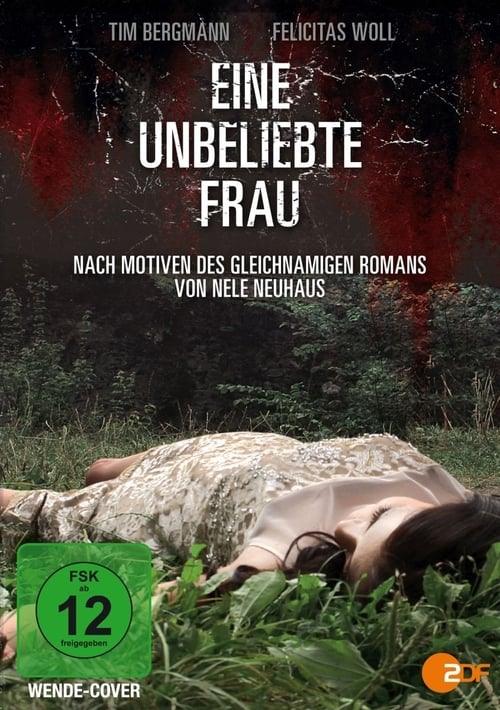 TIM BERGMANN FELICITAS WOLL
EINE
UNBELIEBTE
FRAU
NACH MOTIVEN DES GLEICHNAMIGEN ROMANS
VON NELE NEUHAUS
FSK
ab
12
freigegeben
WENDE-COVER
ZDF